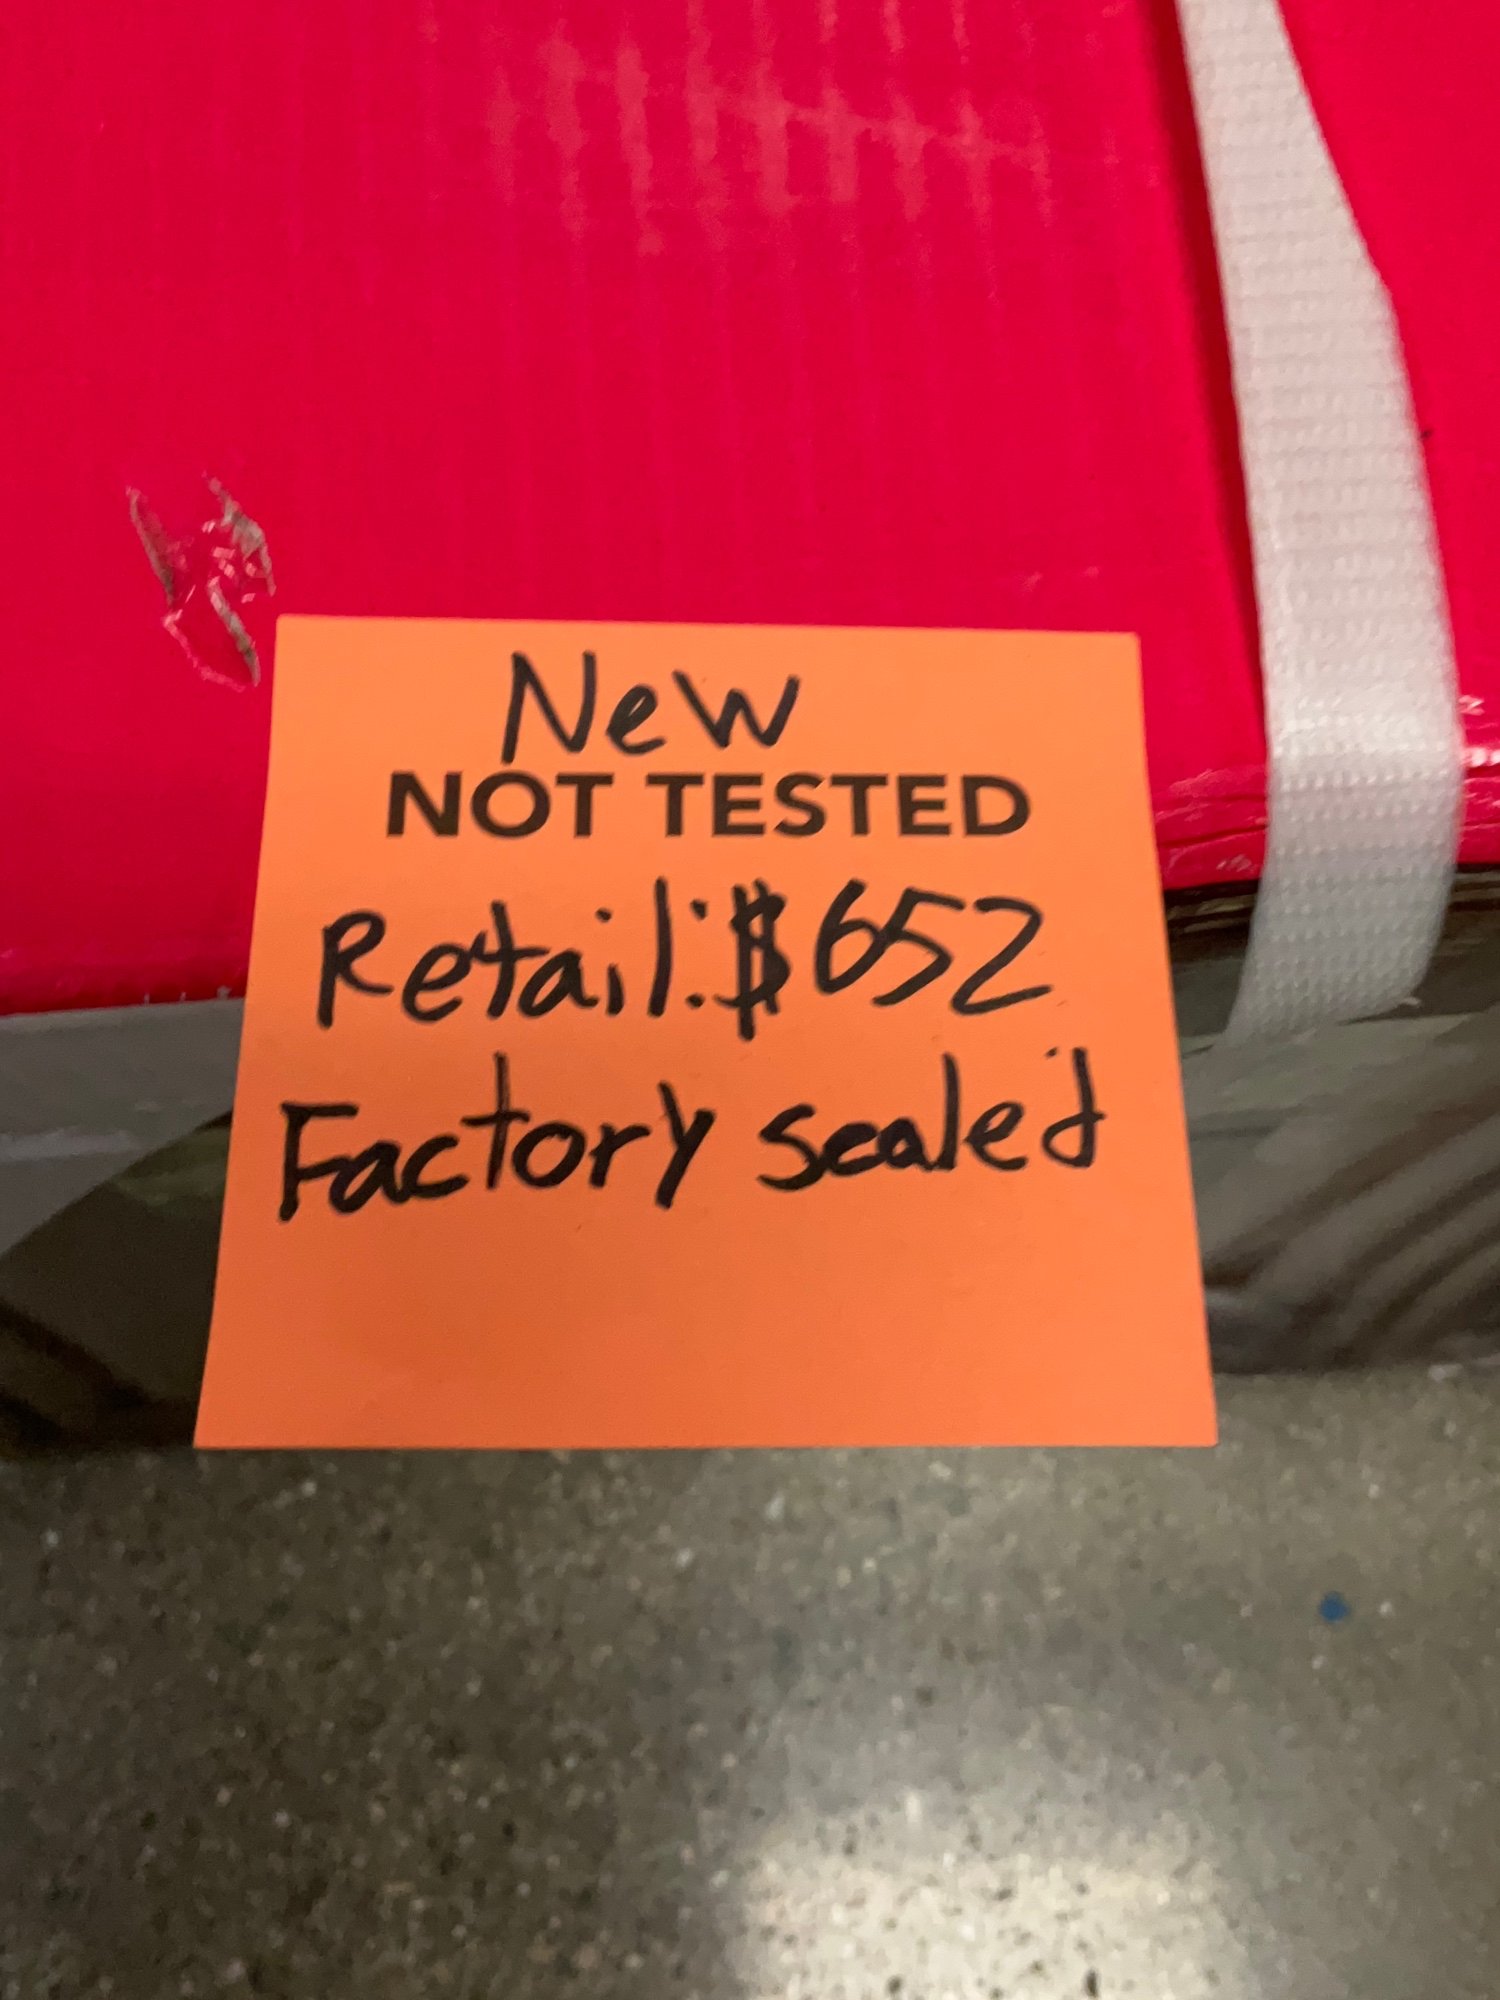 New
NOT TESTED
Retail: $652
Factory sealed